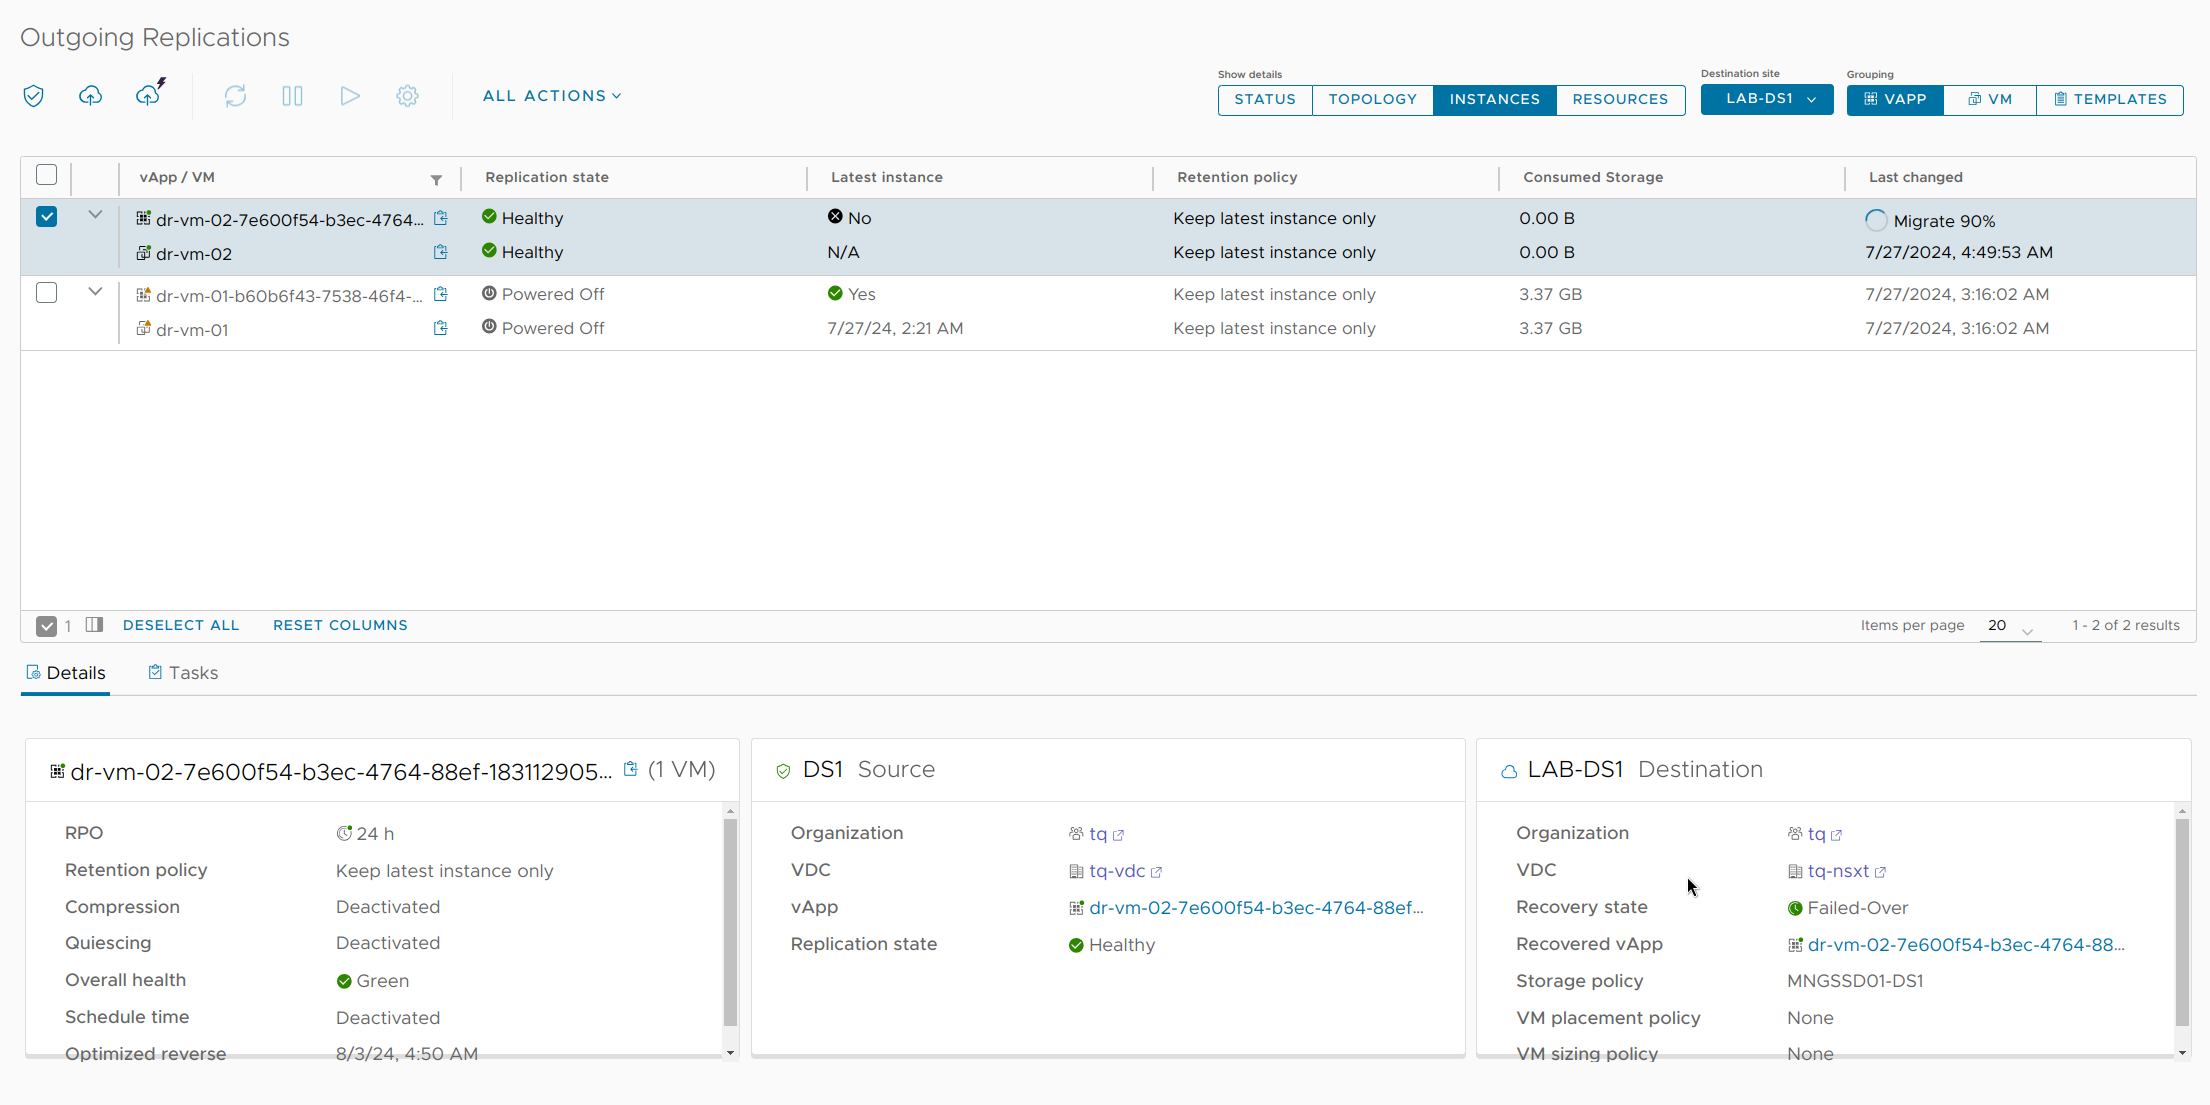 Outgoing Replications
ALL ACTIONS
Show details
STATUS TOPOLOGY INSTANCES RESOURCES
Destination site
LAB-DS1
Grouping
VAPP VM TEMPLATES
vApp / VM Replication state Latest instance Retention policy Consumed Storage Last changed
dr-vm-02-7e600f54-b3ec-4764... Healthy No Keep latest instance only 0.00 B Migrate 90%
dr-vm-02 Healthy N/A Keep latest instance only 0.00 B 7/27/2024, 4:49:53 AM
dr-vm-01-b60b6f43-7538-46f4-... Powered Off Yes Keep latest instance only 3.37 GB 7/27/2024, 3:16:02 AM
dr-vm-01 Powered Off 7/27/24, 2:21 AM Keep latest instance only 3.37 GB 7/27/2024, 3:16:02 AM
1 DESELECT ALL RESET COLUMNS Items per page 20 1 - 2 of 2 results
Details Tasks
dr-vm-02-7e600f54-b3ec-4764-88ef-183112905... (1 VM)
RPO 24 h
Retention policy Keep latest instance only
Compression Deactivated
Quiescing Deactivated
Overall health Green
Schedule time Deactivated
Optimized reverse 8/3/24, 4:50 AM
DS1 Source
Organization tq
VDC tq-vdc
vApp dr-vm-02-7e600f54-b3ec-4764-88ef...
Replication state Healthy
LAB-DS1 Destination
Organization tq
VDC tq-nsxt
Recovery state Failed-Over
Recovered vApp dr-vm-02-7e600f54-b3ec-4764-88...
Storage policy MNGSSD01-DS1
VM placement policy None
VM sizing policy None